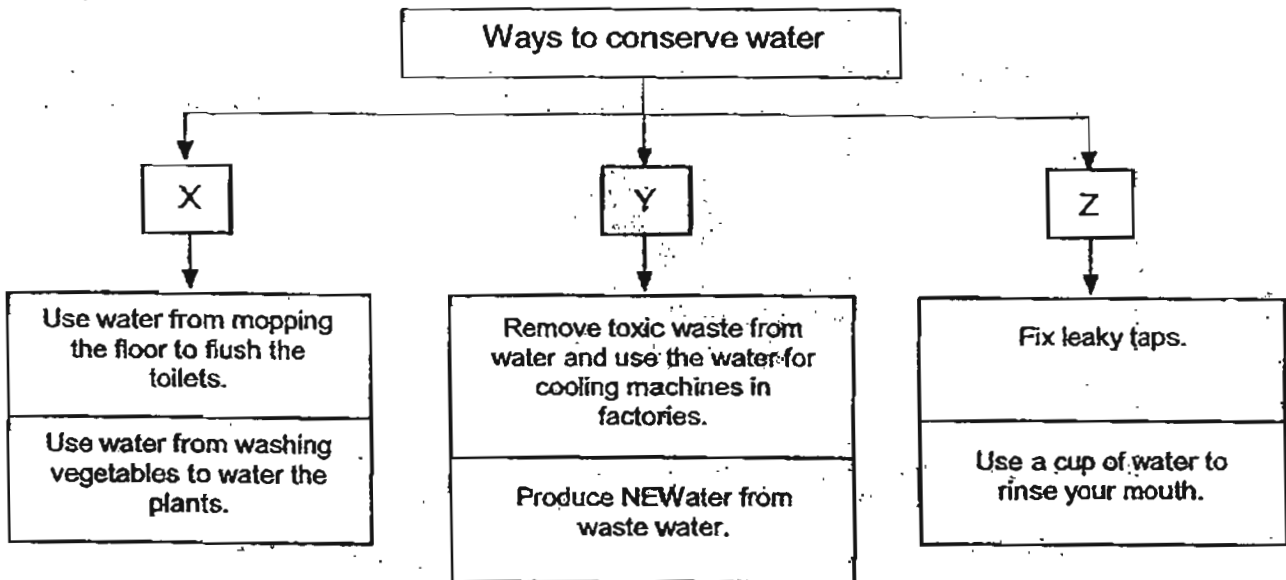 Ways to conserve water
X
Y
Z
Use water from mopping
the floor to flush the
toilets.
Use water from washing
vegetables to water the
plants.
Remove toxic waste from
water and use the water for
cooling machines in
factories.
Produce NEWater from
waste water.
Fix leaky taps.
Use a cup of water to
rinse your mouth.